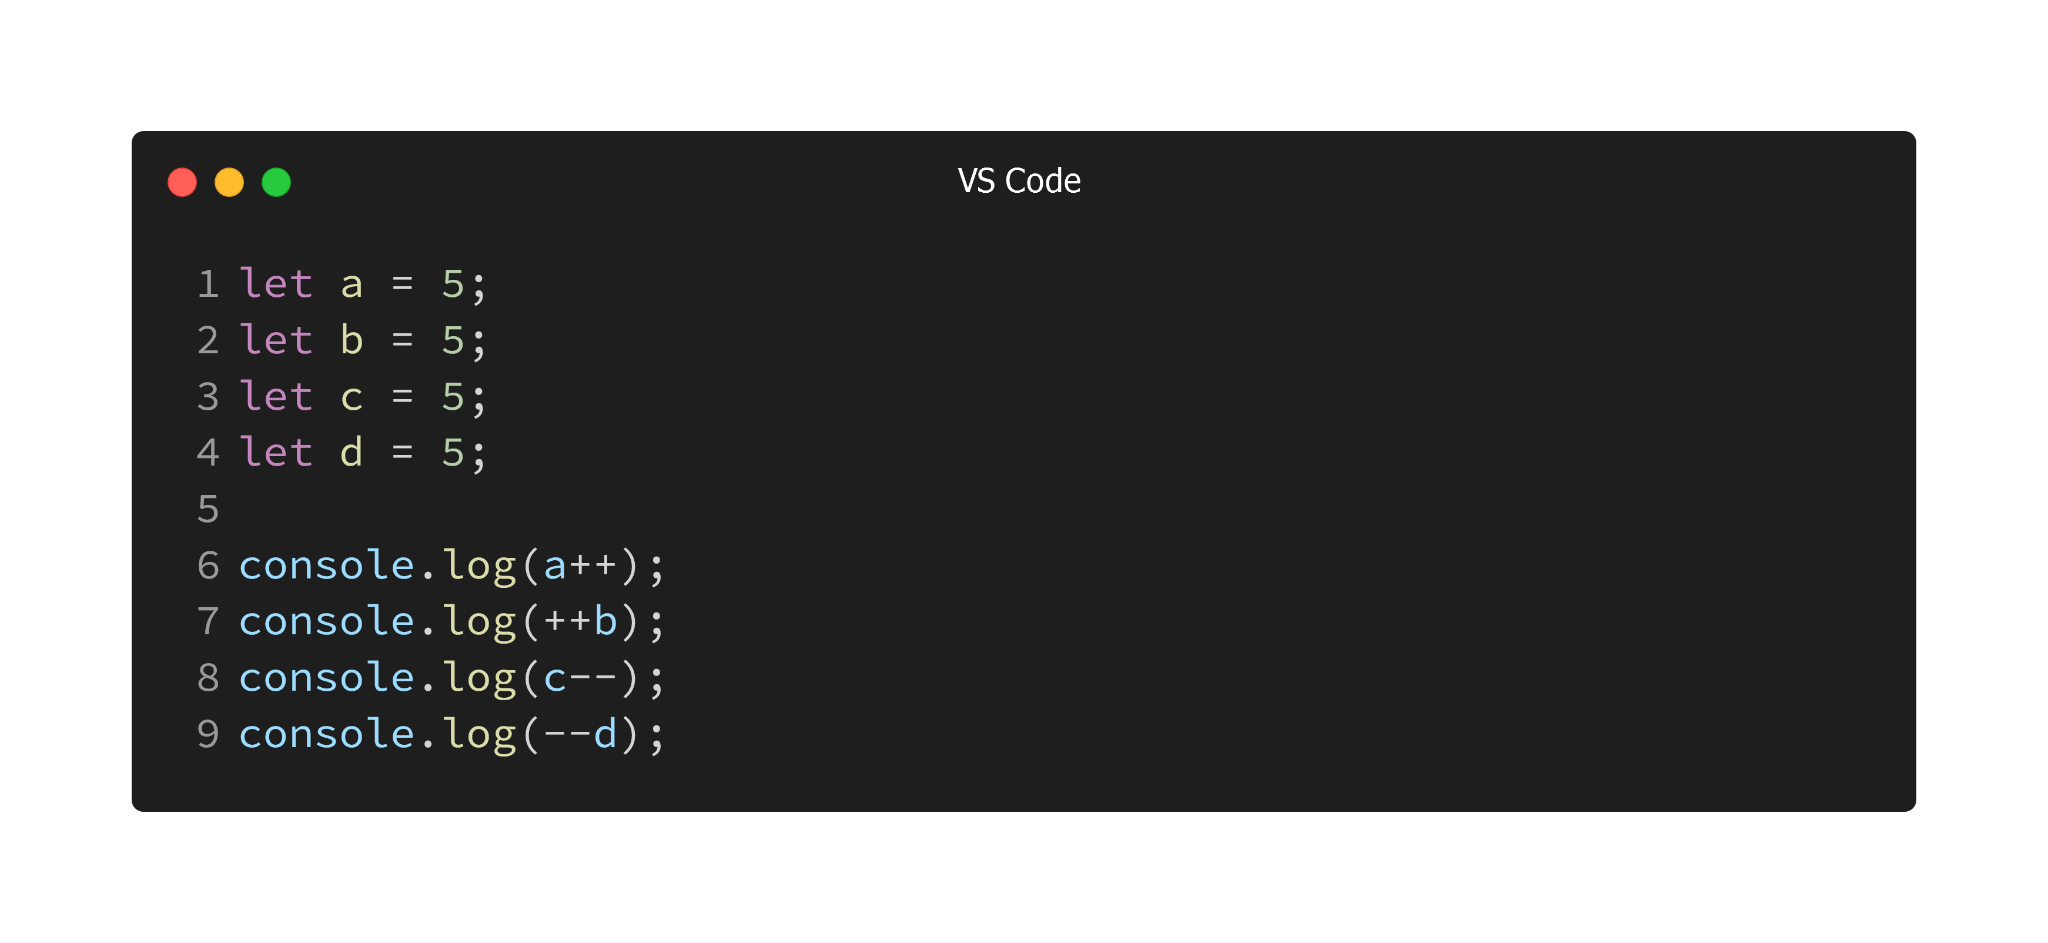 VS Code
1 let a = 5;
2 let b = 5;
3 let c = 5;
4 let d = 5;
5
6 console.log(a++);
7 console.log(++b);
8 console.log(c--);
9 console.log(--d);